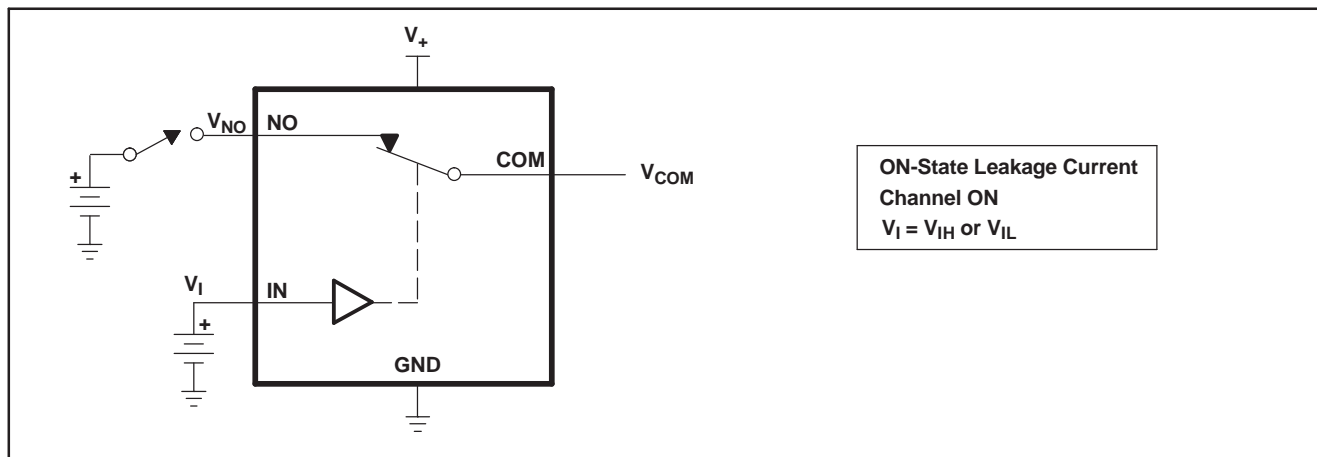 V+
VNO NO
COM
VCOM
+
VI IN
+
GND
ON-State Leakage Current
Channel ON
VI = VIH or VIL